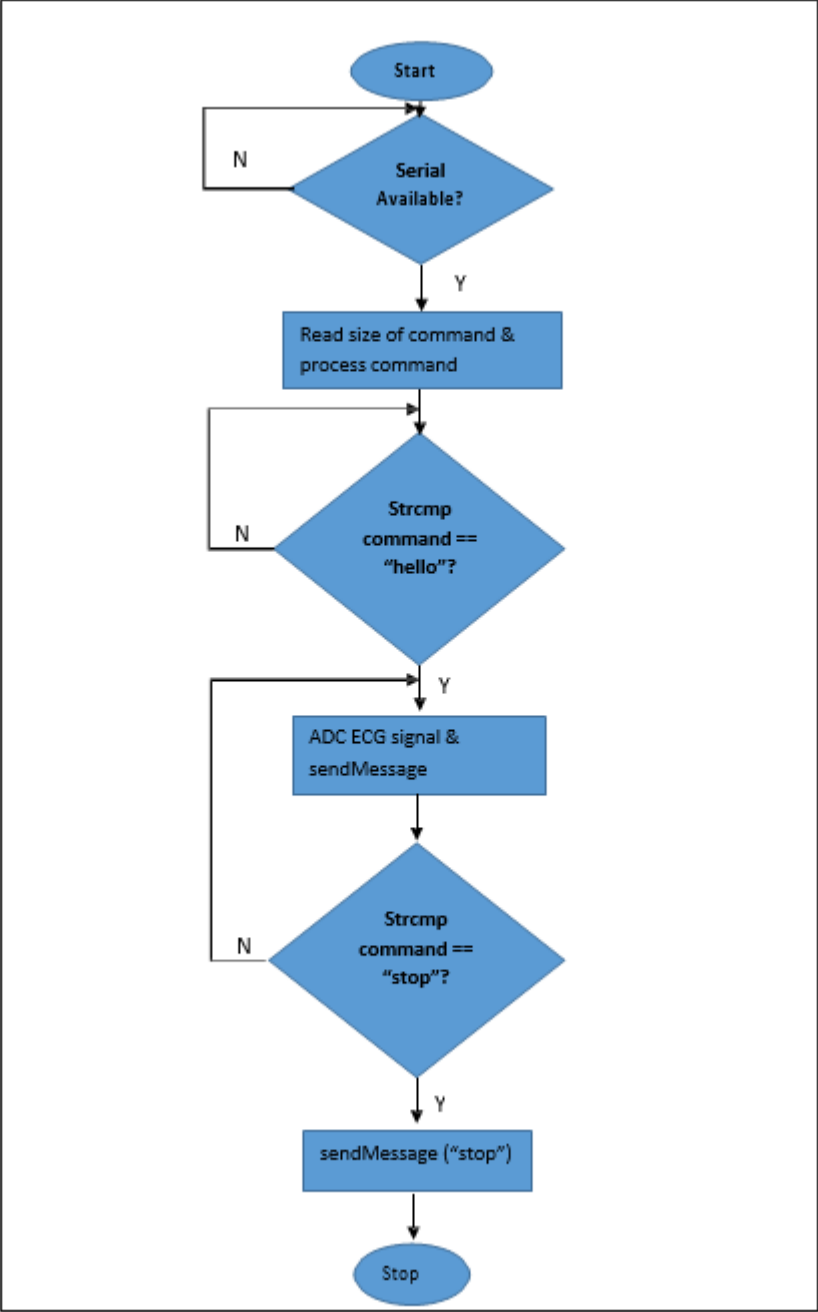 Start
N
Serial
Available?
Y
Read size of command &
process command
Strcmp
N
command ==
“hello”?
Y
ADC ECG signal &
sendMessage
Strcmp
N
command ==
“stop”?
Y
sendMessage (“stop”)
Stop